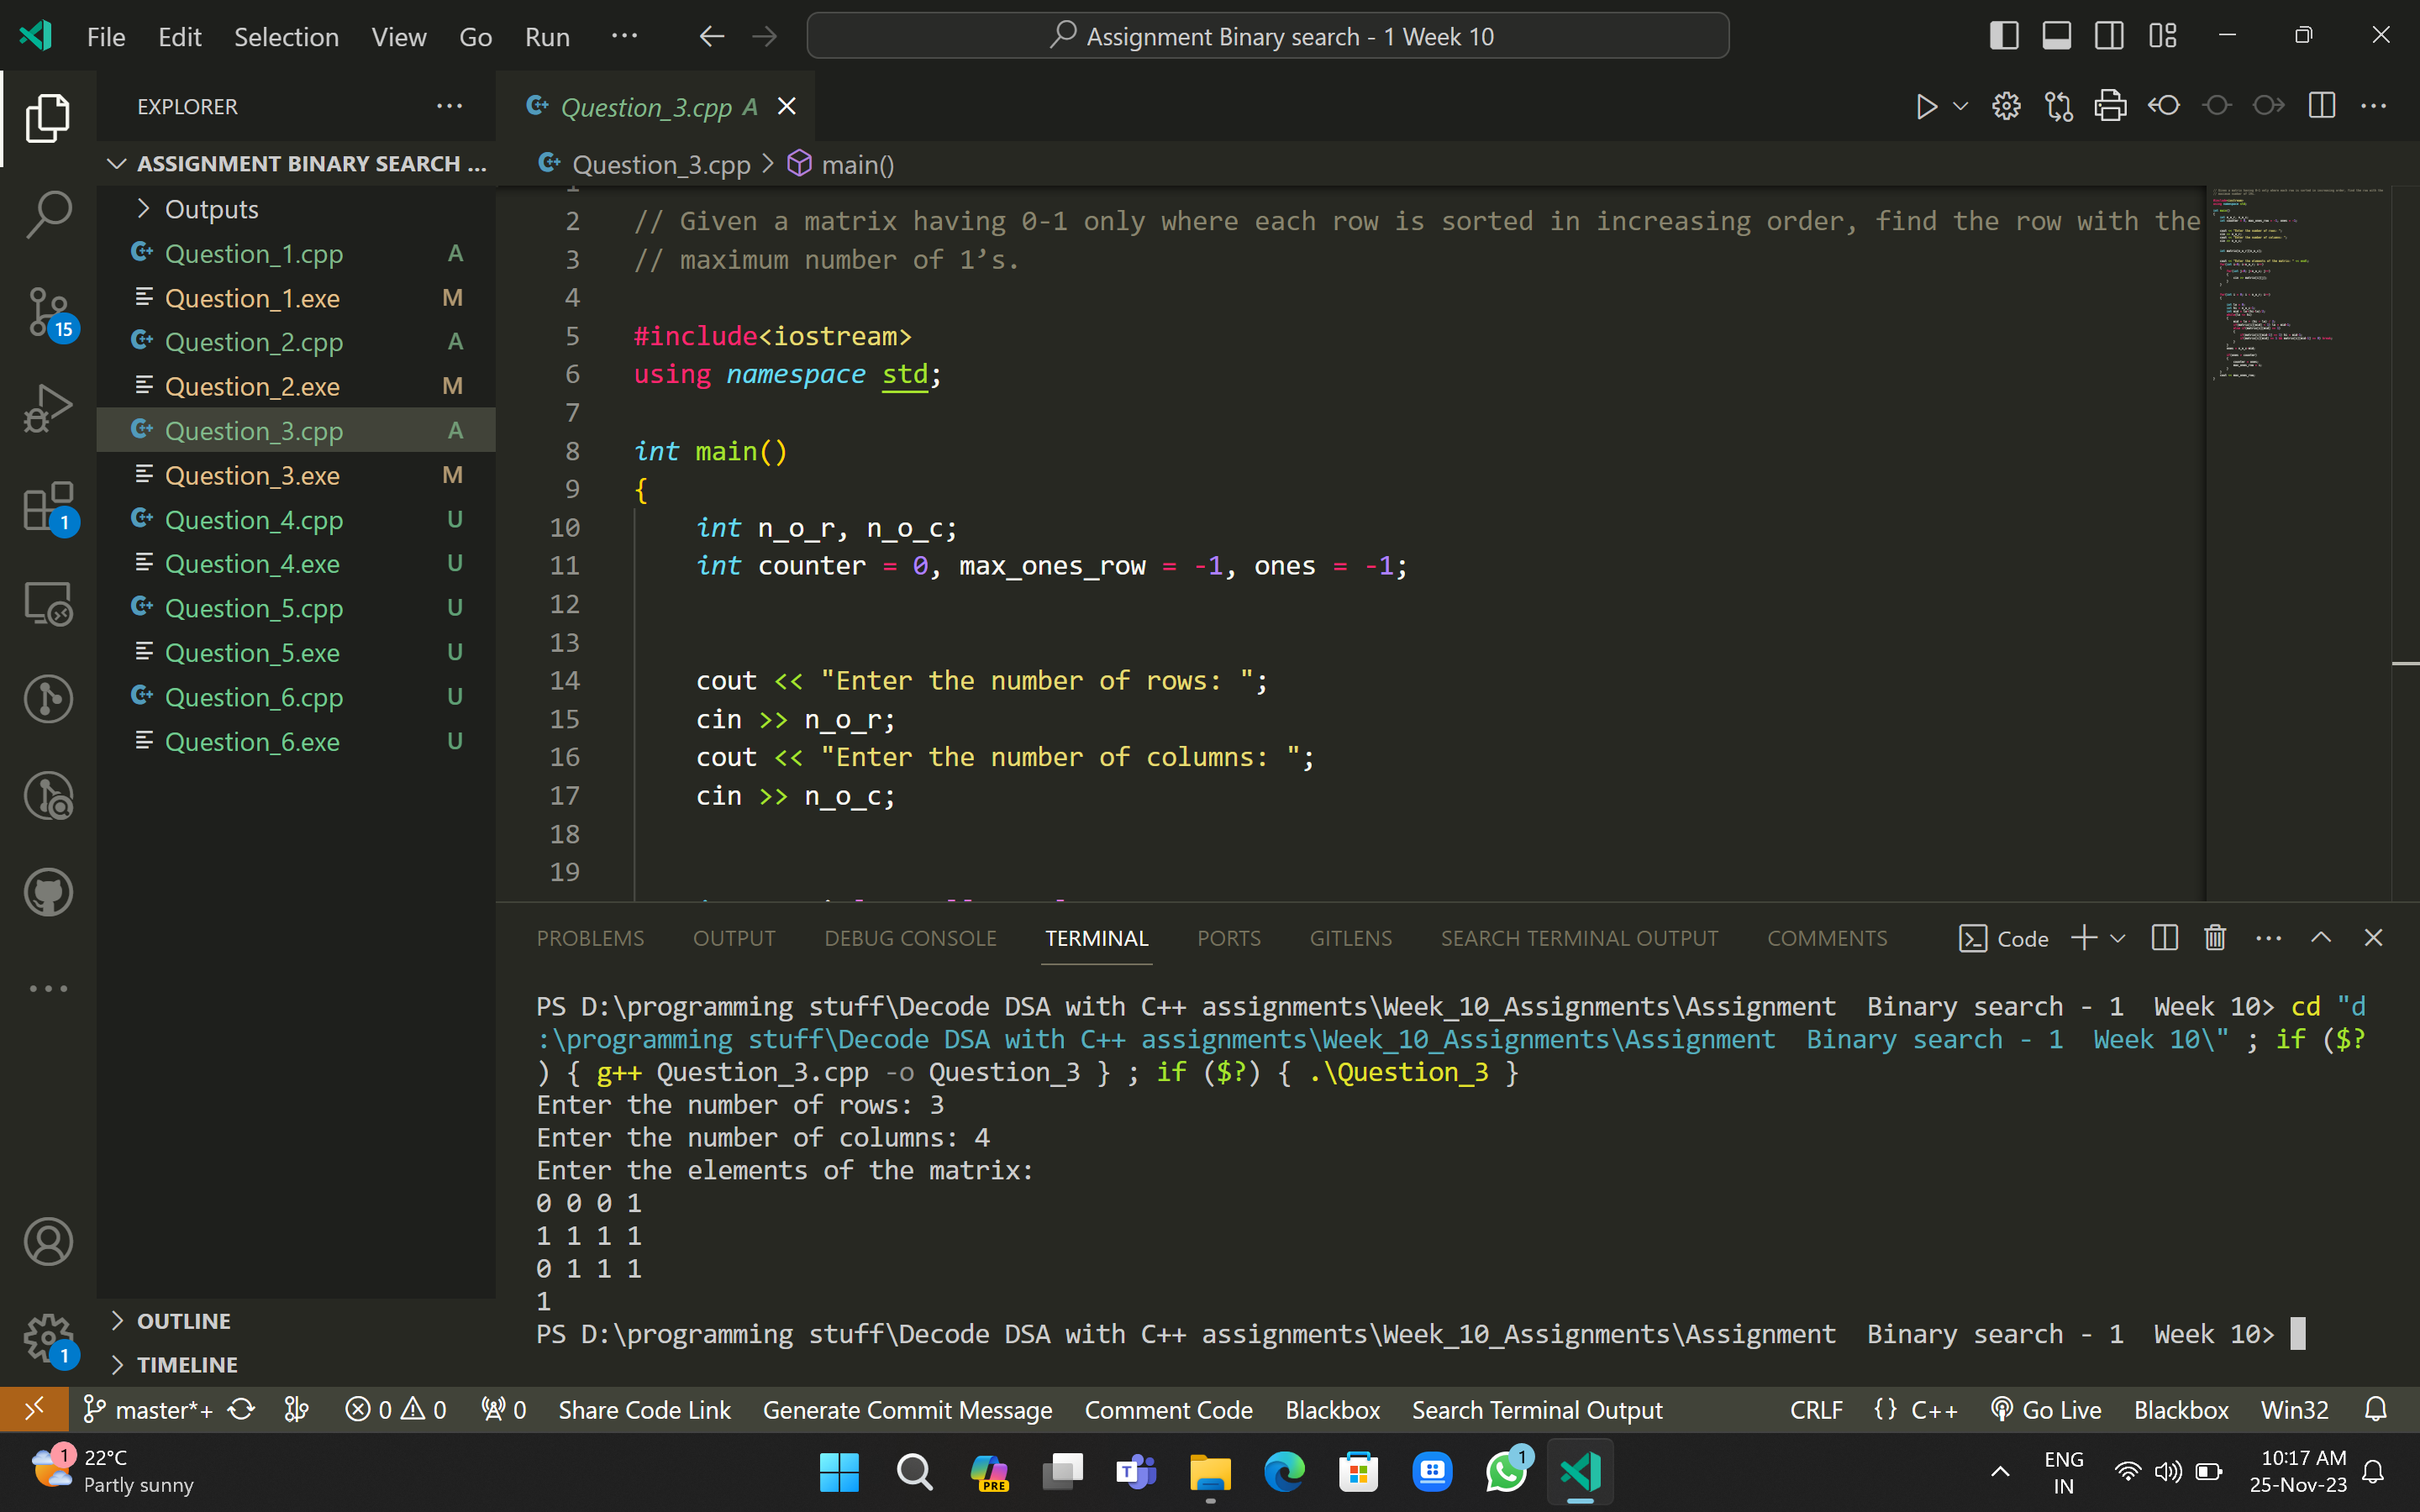 File Edit Selection View Go Run ···
Assignment Binary search - 1 Week 10
EXPLORER
Question_3.cpp A
ASSIGNMENT BINARY SEARCH ...
Question_3.cpp > main()
Outputs
Question_1.cpp A
Question_1.exe M
Question_2.cpp A
Question_2.exe M
Question_3.cpp A
Question_3.exe M
Question_4.cpp U
Question_4.exe U
Question_5.cpp U
Question_5.exe U
Question_6.cpp U
Question_6.exe U
15
1
OUTLINE
TIMELINE
1
1
2 // Given a matrix having 0-1 only where each row is sorted in increasing order, find the row with the
3 // maximum number of 1’s.
4
5 #include<iostream>
6 using namespace std;
7
8 int main()
9 {
10 int n_o_r, n_o_c;
11 int counter = 0, max_ones_row = -1, ones = -1;
12
13
14 cout << "Enter the number of rows: ";
15 cin >> n_o_r;
16 cout << "Enter the number of columns: ";
17 cin >> n_o_c;
18
19
PROBLEMS OUTPUT DEBUG CONSOLE TERMINAL PORTS GITLENS SEARCH TERMINAL OUTPUT COMMENTS Code
PS D:\programming stuff\Decode DSA with C++ assignments\Week_10_Assignments\Assignment  Binary search - 1  Week 10> cd "d
:\programming stuff\Decode DSA with C++ assignments\Week_10_Assignments\Assignment  Binary search - 1  Week 10\" ; if ($?
) { g++ Question_3.cpp -o Question_3 } ; if ($?) { .\Question_3 }
Enter the number of rows: 3
Enter the number of columns: 4
Enter the elements of the matrix:
0 0 0 1
1 1 1 1
0 1 1 1
1
PS D:\programming stuff\Decode DSA with C++ assignments\Week_10_Assignments\Assignment  Binary search - 1  Week 10>
master*+ 0 0 0 Share Code Link Generate Commit Message Comment Code Blackbox Search Terminal Output CRLF {} C++ Go Live Blackbox Win32
1 22°C
Partly sunny
PRE
T
1
ENG
IN
10:17 AM
25-Nov-23